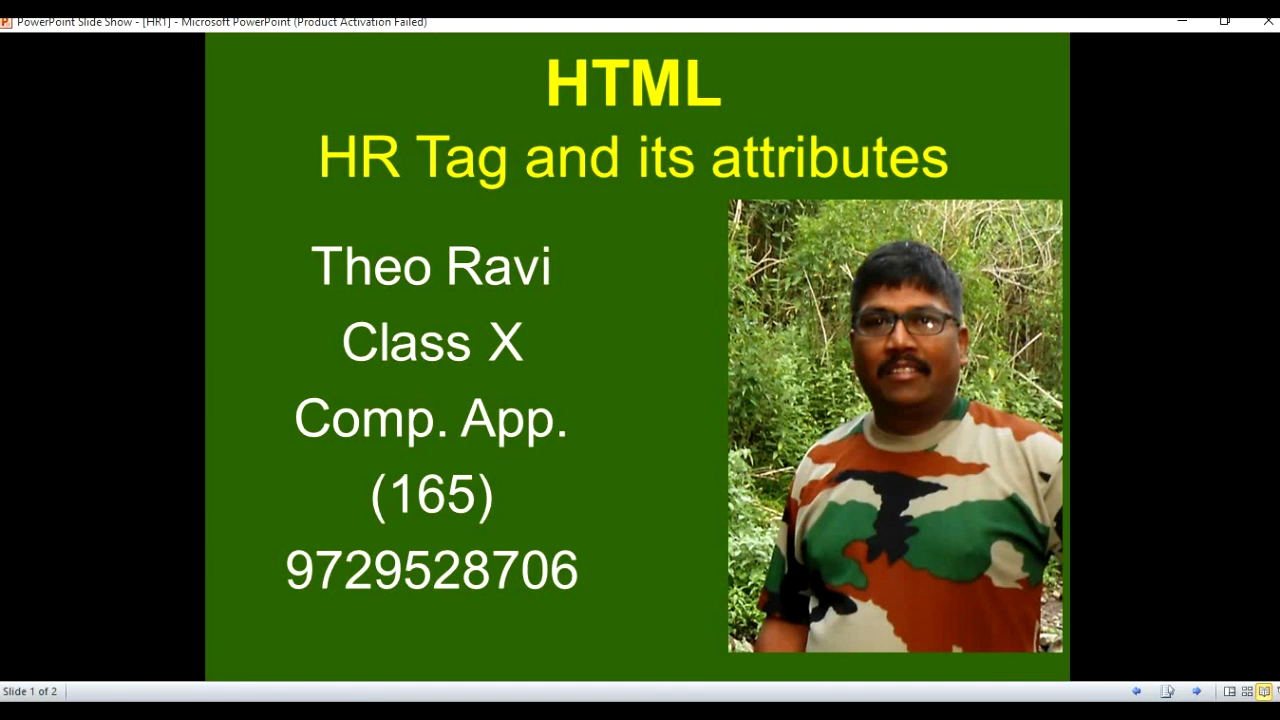 PowerPoint Slide Show - [HR1] - Microsoft PowerPoint (Product Activation Failed)
HTML
HR Tag and its attributes
Theo Ravi
Class X
Comp. App.
(165)
9729528706
Slide 1 of 2